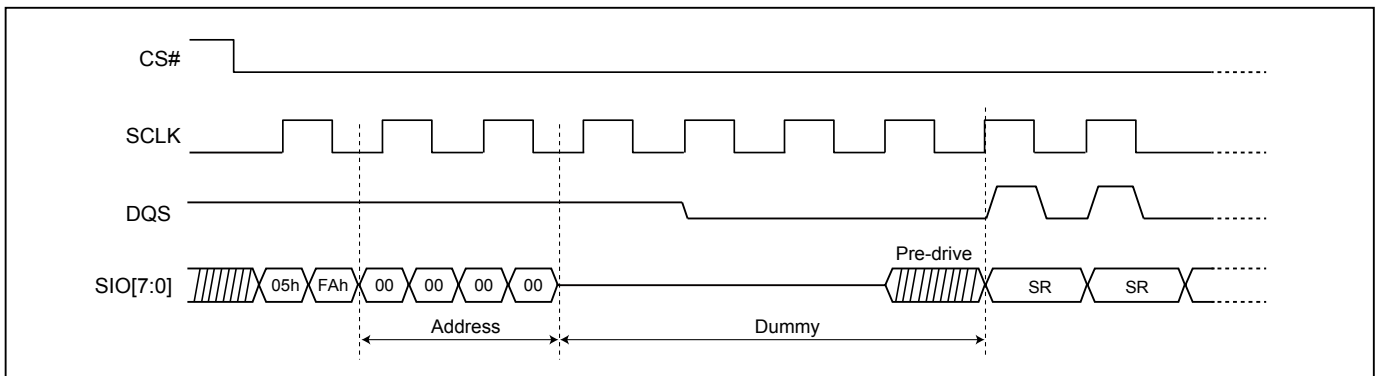 CS#
SCLK
DQS
Pre-drive
SIO[7:0] 05h FAh 00 00 00 00 SR SR
Address Dummy